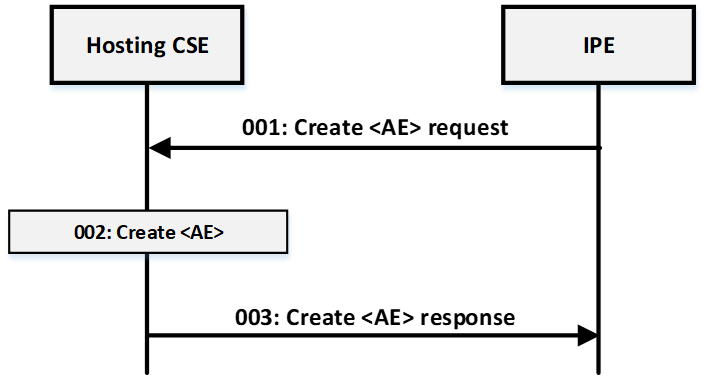 Hosting CSE
IPE
001: Create <AE> request
002: Create <AE>
003: Create <AE> response